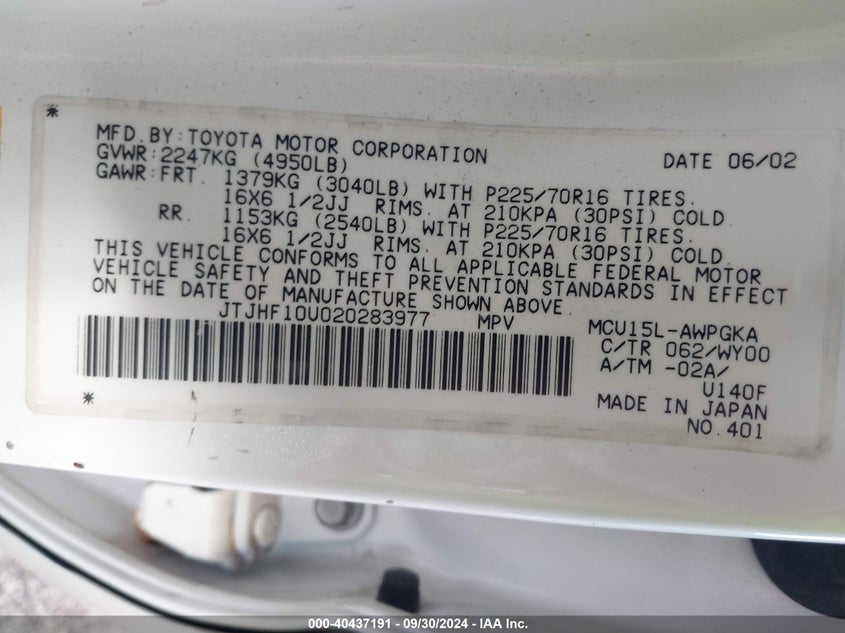 *
MFD.BY:TOYOTA MOTOR CORPORATION DATE 06/02
GVWR:2247KG (4950LB)
GAWR:FRT. 1379KG (3040LB) WITH P225/70R16 TIRES.
16X6 1/2JJ RIMS. AT 210KPA (30PSI) COLD.
RR. 1153KG (2540LB) WITH P225/70R16 TIRES.
16X6 1/2JJ RIMS. AT 210KPA (30PSI) COLD.
THIS VEHICLE CONFORMS TO ALL APPLICABLE FEDERAL MOTOR
VEHICLE SAFETY AND THEFT PREVENTION STANDARDS IN EFFECT
ON THE DATE OF MANUFACTURE SHOWN ABOVE.
JTJHF10U020283977 MPV MCU15L-AWPGKA
C/TR 062/WY00
A/TM -02A/
U140F
*
MADE IN JAPAN
NO.401
000-40437191 - 09/30/2024 - IAA Inc.